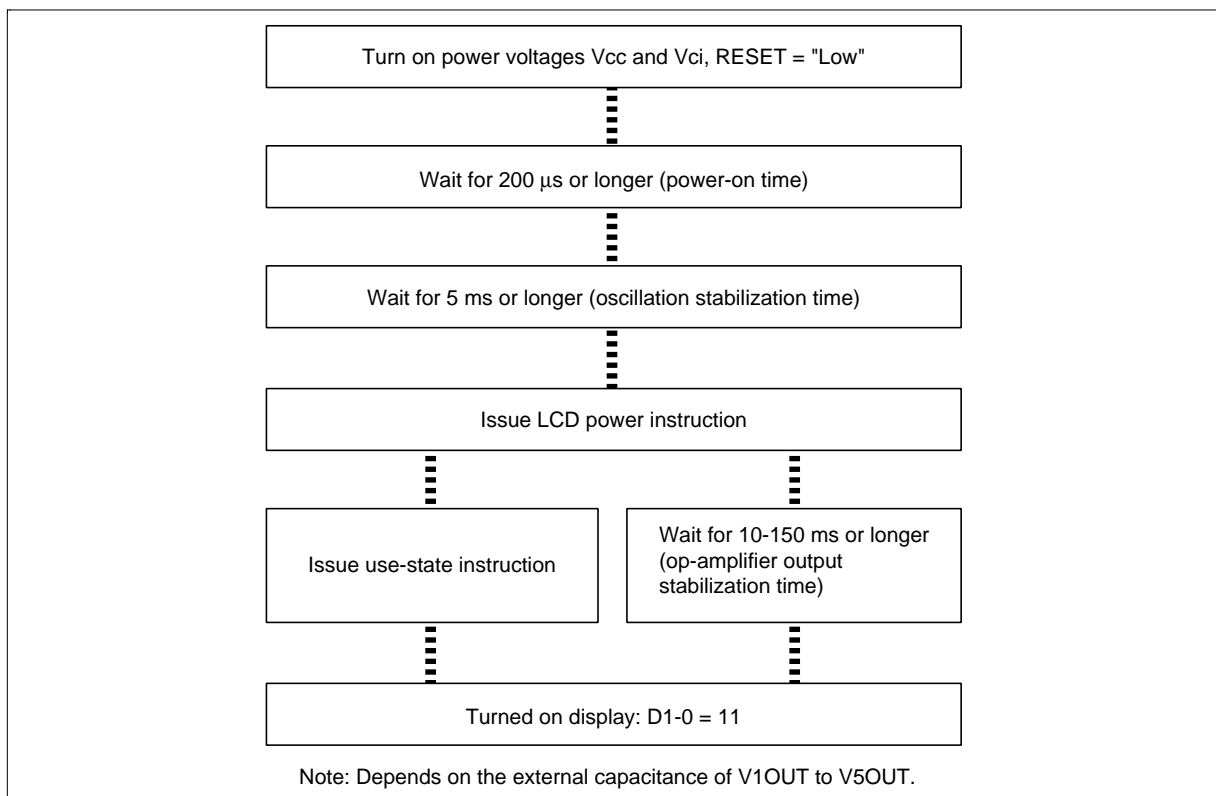 Turn on power voltages Vcc and Vci, RESET = "Low"
Wait for 200 μs or longer (power-on time)
Wait for 5 ms or longer (oscillation stabilization time)
Issue LCD power instruction
Issue use-state instruction
Wait for 10-150 ms or longer
(op-amplifier output
stabilization time)
Turned on display: D1-0 = 11
Note: Depends on the external capacitance of V1OUT to V5OUT.